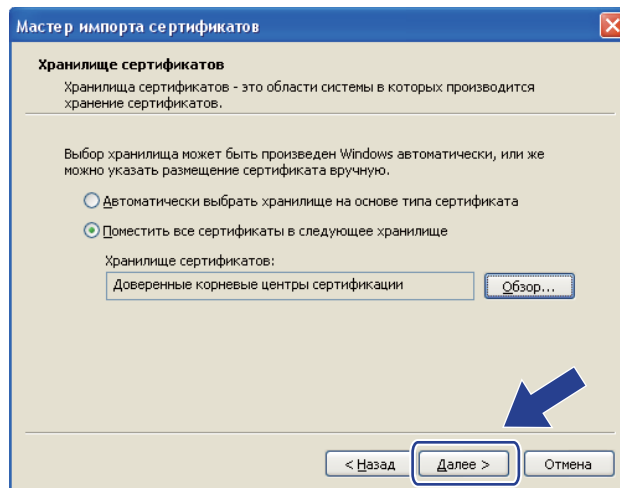 Мастер импорта сертификатов
Хранилище сертификатов
Хранилища сертификатов - это области системы в которых производится
хранение сертификатов.
Выбор хранилища может быть произведен Windows автоматически, или же
можно указать размещение сертификата вручную.
Автоматически выбрать хранилище на основе типа сертификата
Поместить все сертификаты в следующее хранилище
Хранилище сертификатов:
Доверенные корневые центры сертификации
Обзор...
< Назад
Далее >
Отмена